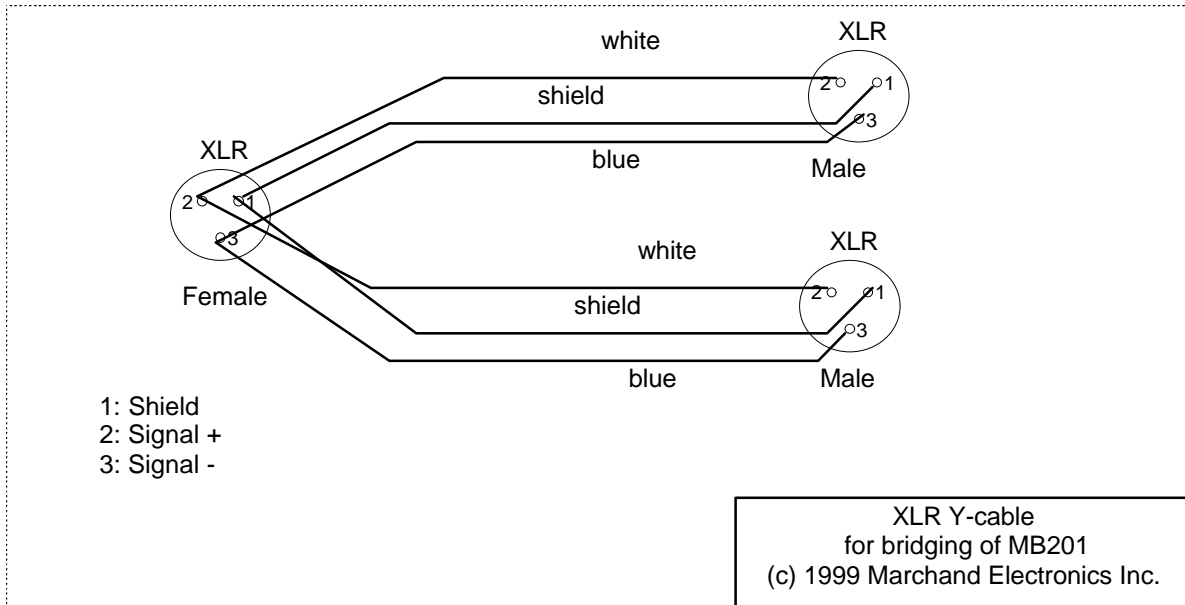 white
XLR
2
1
shield
3
XLR
blue
Male
2
1
3
white
XLR
Female
2
1
shield
3
blue
Male
1: Shield
2: Signal +
3: Signal -
XLR Y-cable
for bridging of MB201
(c) 1999 Marchand Electronics Inc.